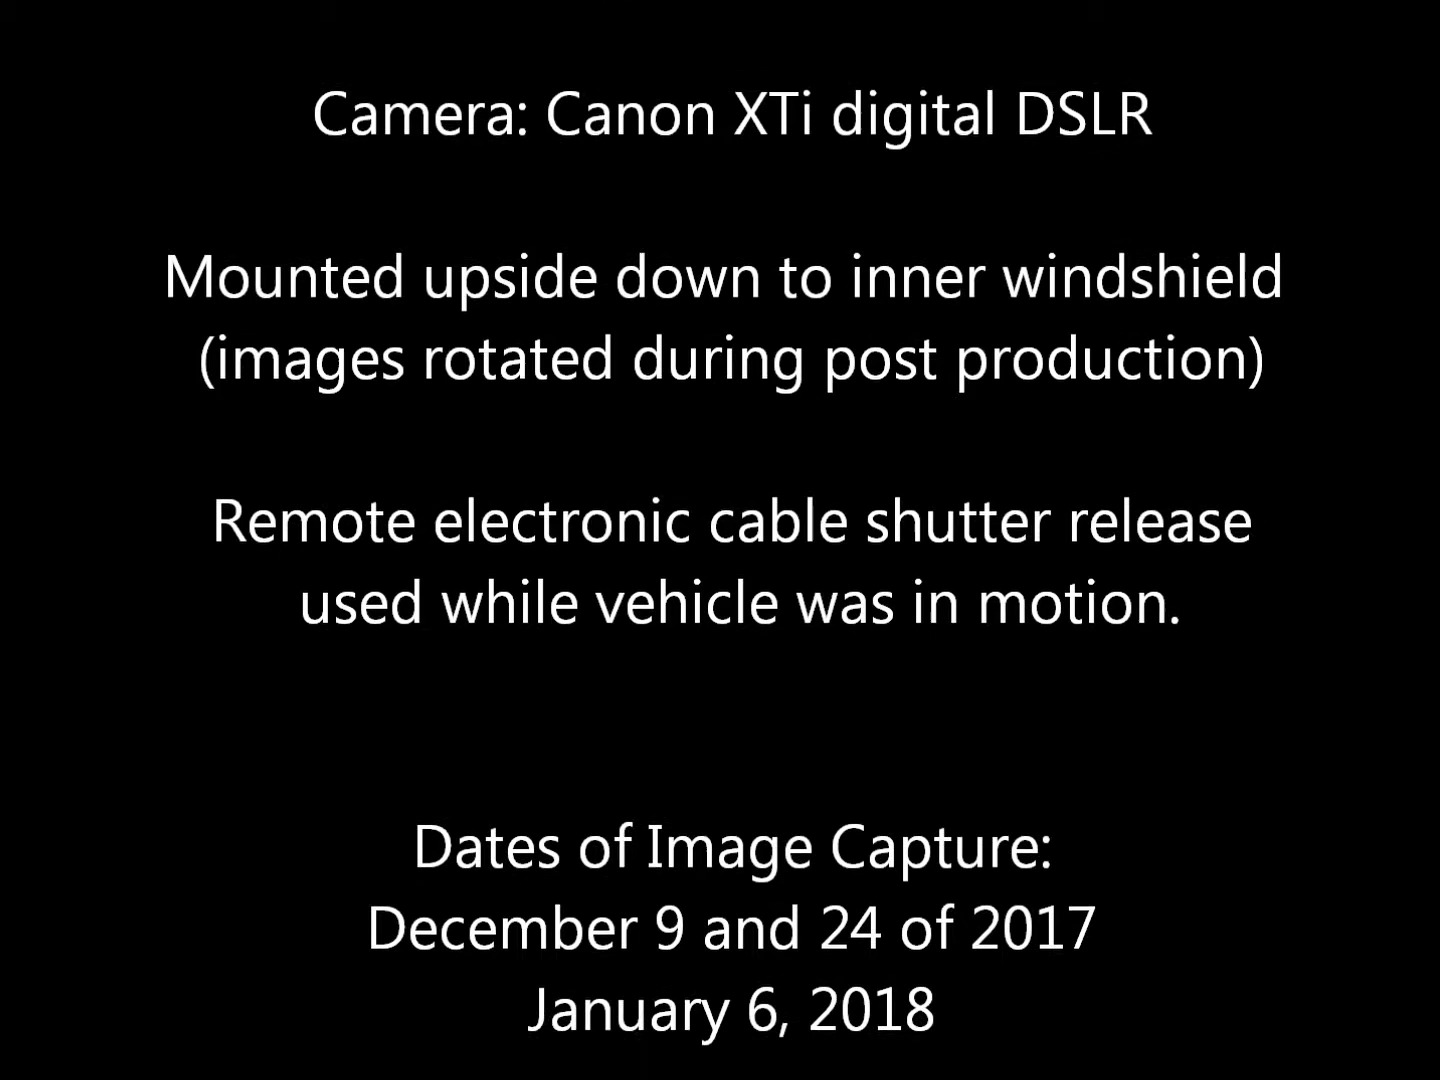 Camera: Canon XTi digital DSLR
Mounted upside down to inner windshield
(images rotated during post production)
Remote electronic cable shutter release
used while vehicle was in motion.
Dates of Image Capture:
December 9 and 24 of 2017
January 6, 2018